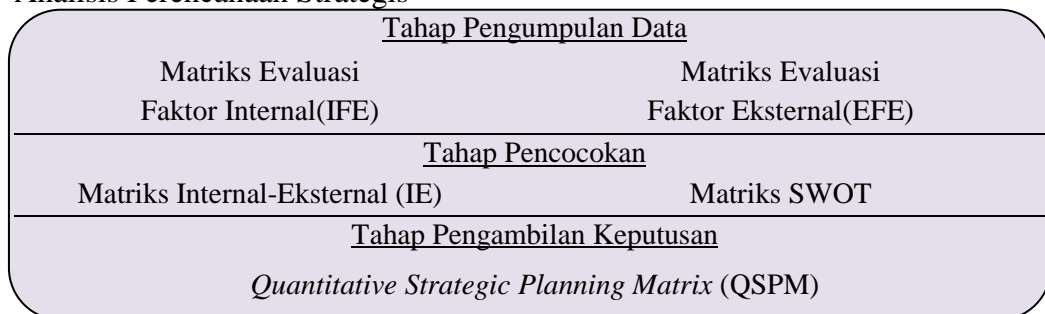 Analisis Perencanaan Strategis
Tahap Pengumpulan Data
Matriks Evaluasi
Faktor Internal(IFE)
Matriks Evaluasi
Faktor Eksternal(EFE)
Tahap Pencocokan
Matriks Internal-Eksternal (IE)
Matriks SWOT
Tahap Pengambilan Keputusan
Quantitative Strategic Planning Matrix (QSPM)